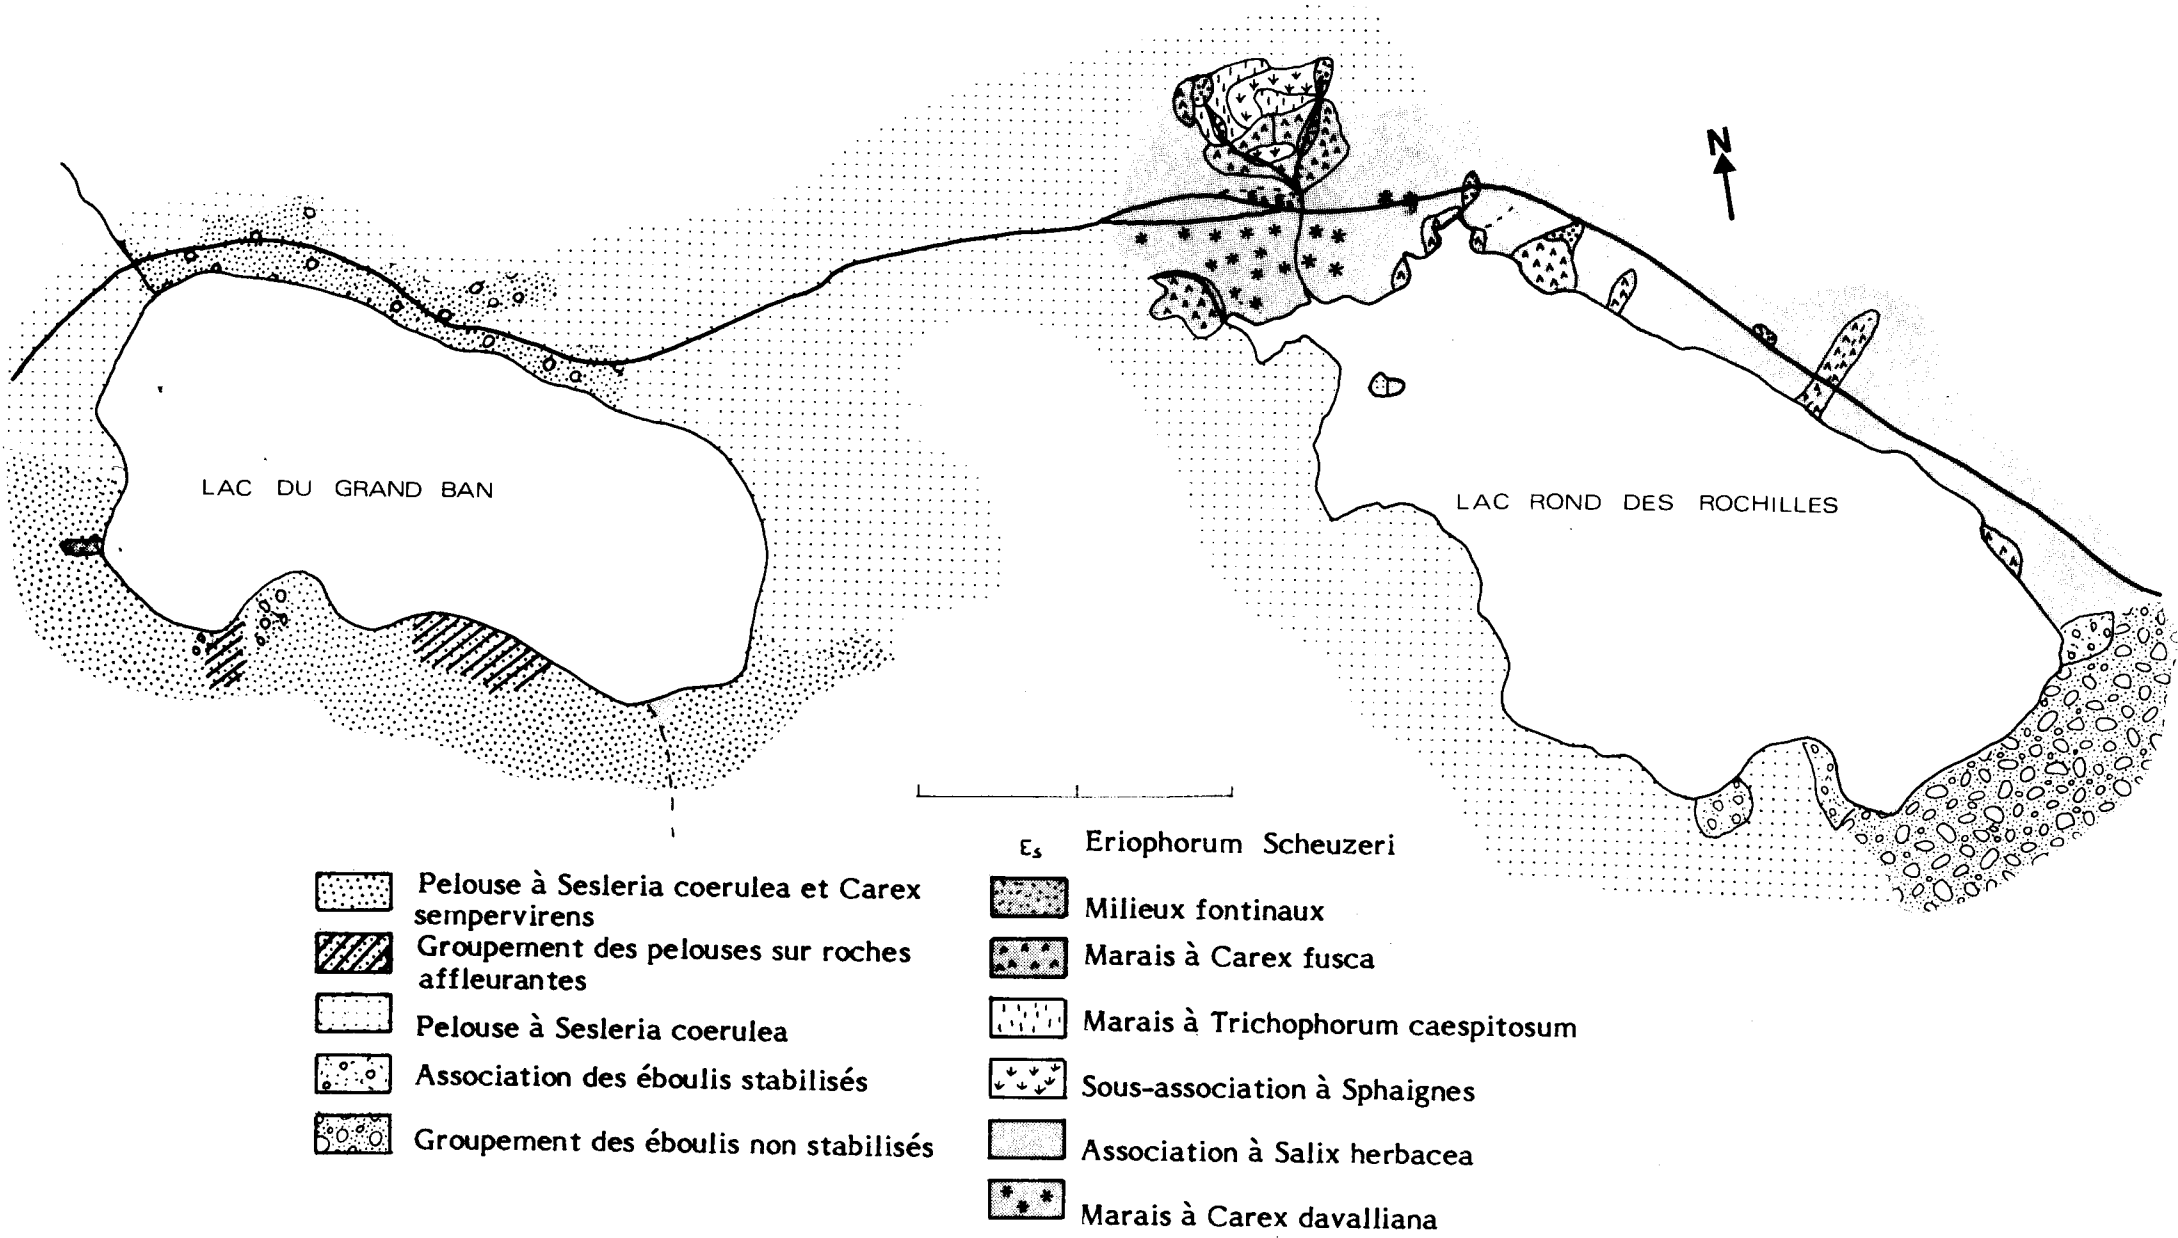 N
LAC DU GRAND BAN
LAC ROND DES ROCHILLES
Pelouse à Sesleria coerulea et Carex
sempervirens
Groupement des pelouses sur roches
affleurantes
Pelouse à Sesleria coerulea
Association des éboulis stabilisés
Groupement des éboulis non stabilisés
Es Eriophorum Scheuzeri
Milieux fontinaux
Marais à Carex fusca
Marais à Trichophorum caespitosum
Sous-association à Sphaignes
Association à Salix herbacea
Marais à Carex davalliana